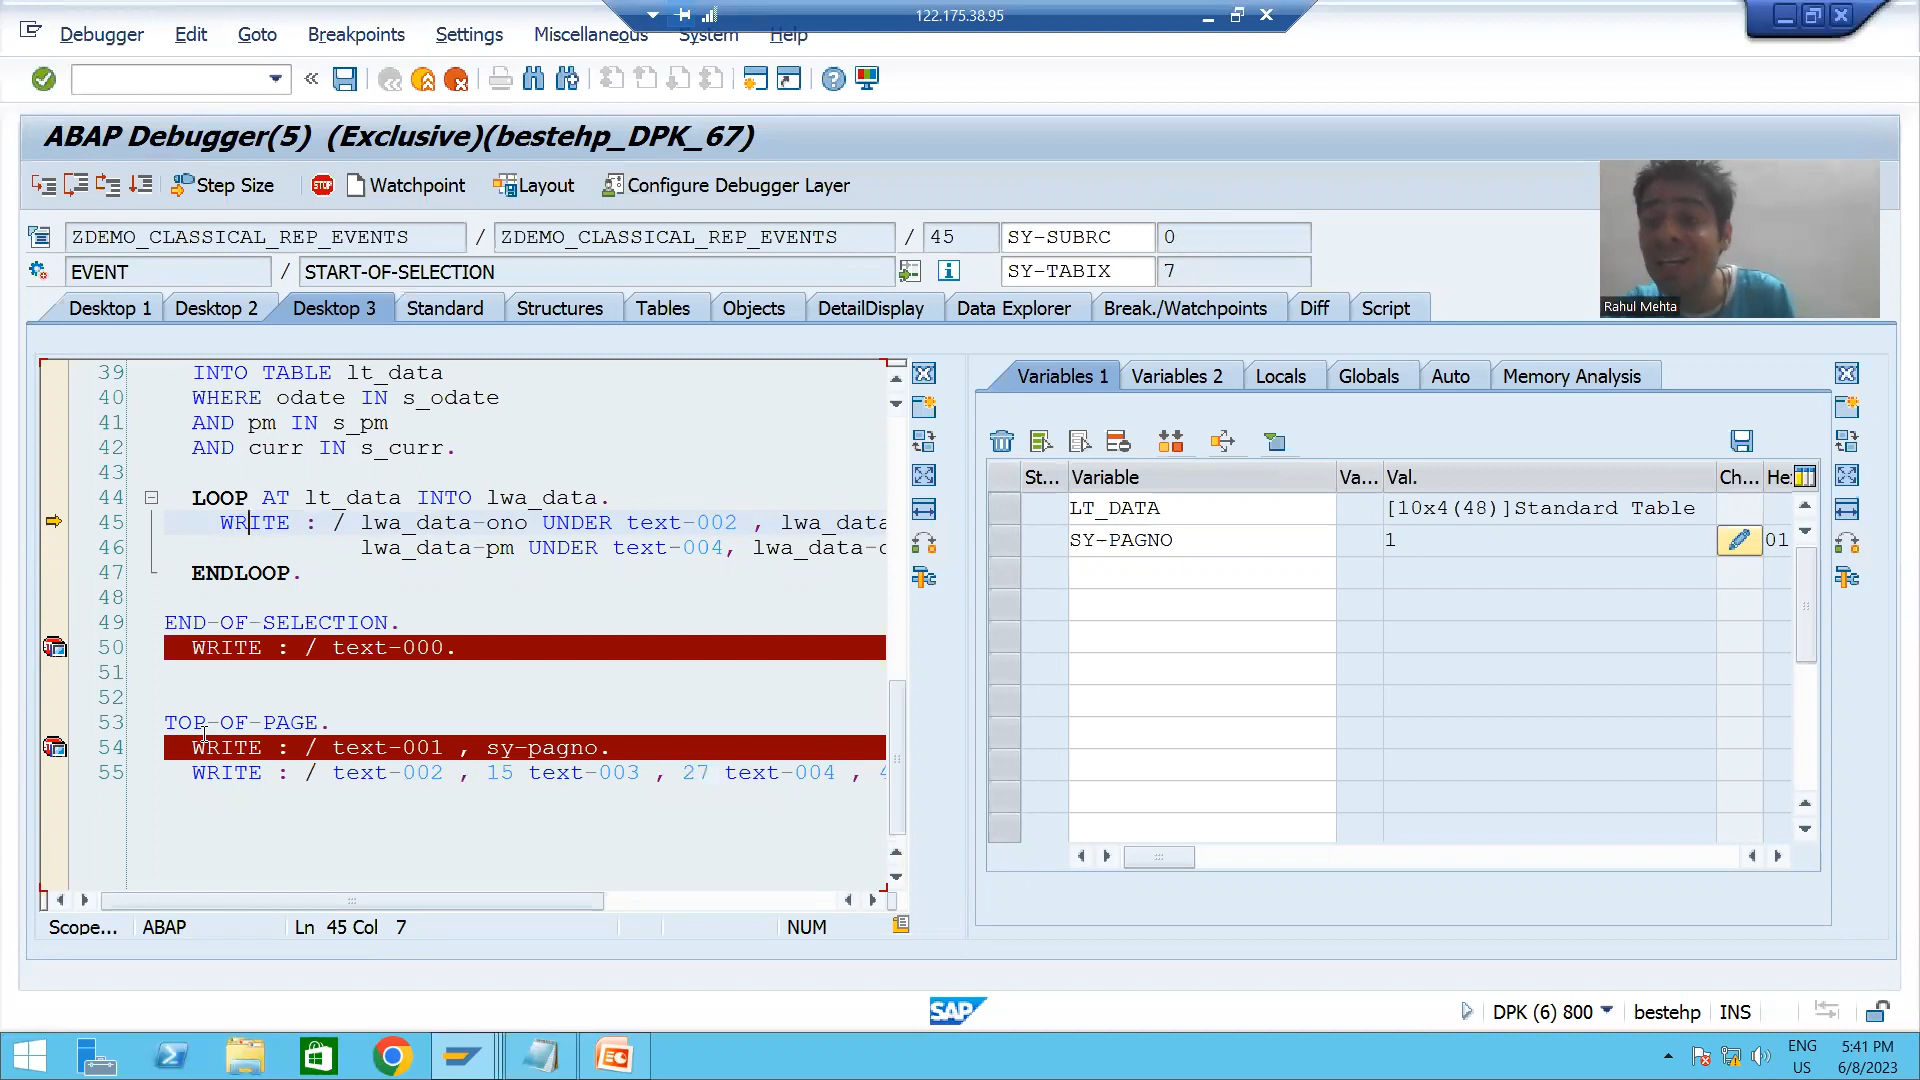 122.175.38.95
Debugger Edit Goto Breakpoints Settings Miscellaneous System Help
ABAP Debugger(5) (Exclusive)(bestehp_DPK_67)
Step Size STOP Watchpoint Layout Configure Debugger Layer
ZDEMO_CLASSICAL_REP_EVENTS / ZDEMO_CLASSICAL_REP_EVENTS / 45 SY-SUBRC 0
EVENT / START-OF-SELECTION SY-TABIX 7
Rahul Mehta
Desktop 1 Desktop 2 Desktop 3 Standard Structures Tables Objects DetailDisplay Data Explorer Break./Watchpoints Diff Script
39 INTO TABLE lt_data
40 WHERE odate IN s_odate
41 AND pm IN s_pm
42 AND curr IN s_curr.
43
44 LOOP AT lt_data INTO lwa_data.
45 WRITE : / lwa_data-ono UNDER text-002 , lwa_data
46 lwa_data-pm UNDER text-004, lwa_data-
47 ENDLOOP.
48
49 END-OF-SELECTION.
50 WRITE : / text-000.
51
52
53 TOP-OF-PAGE.
54 WRITE : / text-001 , sy-pagno.
55 WRITE : / text-002 , 15 text-003 , 27 text-004 , 4
Scope... ABAP Ln 45 Col 7 NUM
Variables 1 Variables 2 Locals Globals Auto Memory Analysis
St... Variable Va... Val. Ch... He
LT_DATA [10x4(48)]Standard Table
SY-PAGNO 1 01
SAP
DPK (6) 800 bestehp INS
ENG
US
5:41 PM
6/8/2023